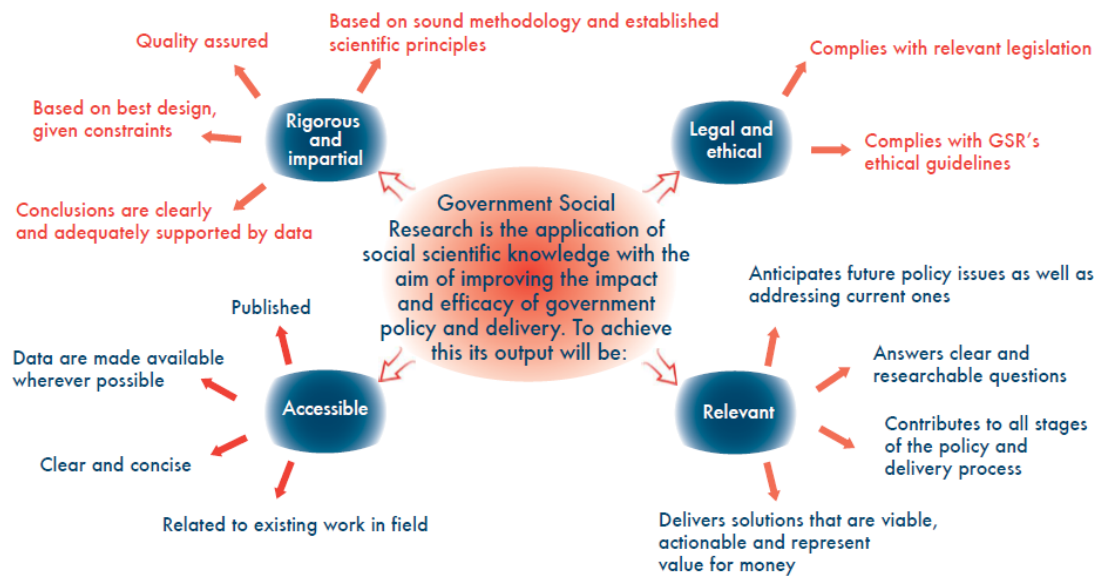 Based on sound methodology and established
scientific principles
Quality assured
Based on best design,
given constraints
Rigorous
and
impartial
Conclusions are clearly
and adequately supported by data
Complies with relevant legislation
Legal and
ethical
Complies with GSR's
ethical guidelines
Government Social
Research is the application of
social scientific knowledge with the
aim of improving the impact
and efficacy of government
policy and delivery. To achieve
this its output will be:
Published
Data are made available
wherever possible
Accessible
Clear and concise
Related to existing work in field
Anticipates future policy issues as well as
addressing current ones
Answers clear and
researchable questions
Relevant
Contributes to all stages
of the policy and
delivery process
Delivers solutions that are viable,
actionable and represent
value for money